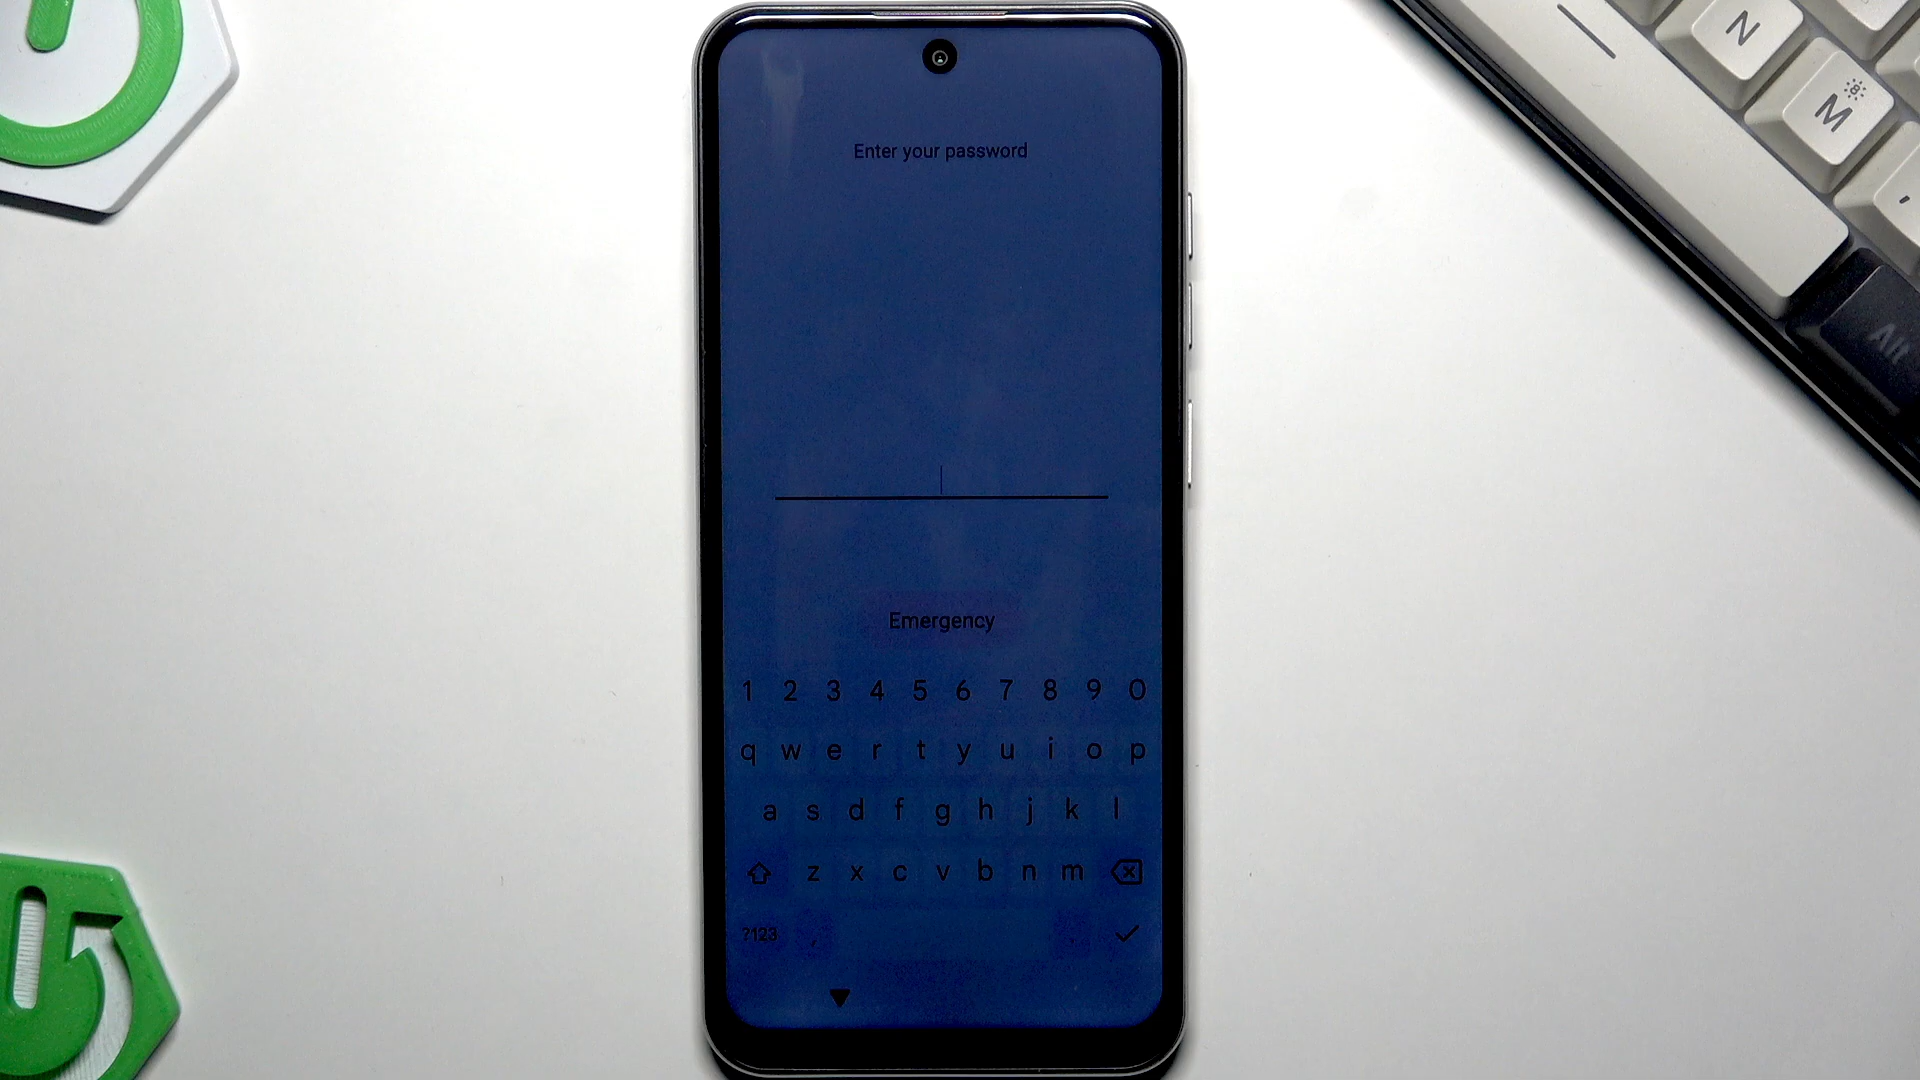 Enter your password
Emergency
1 2 3 4 5 6 7 8 9 0
q w e r t y u i o p
a s d f g h j k l
z x c v b n m
?123 , .
N
M
,
Alt